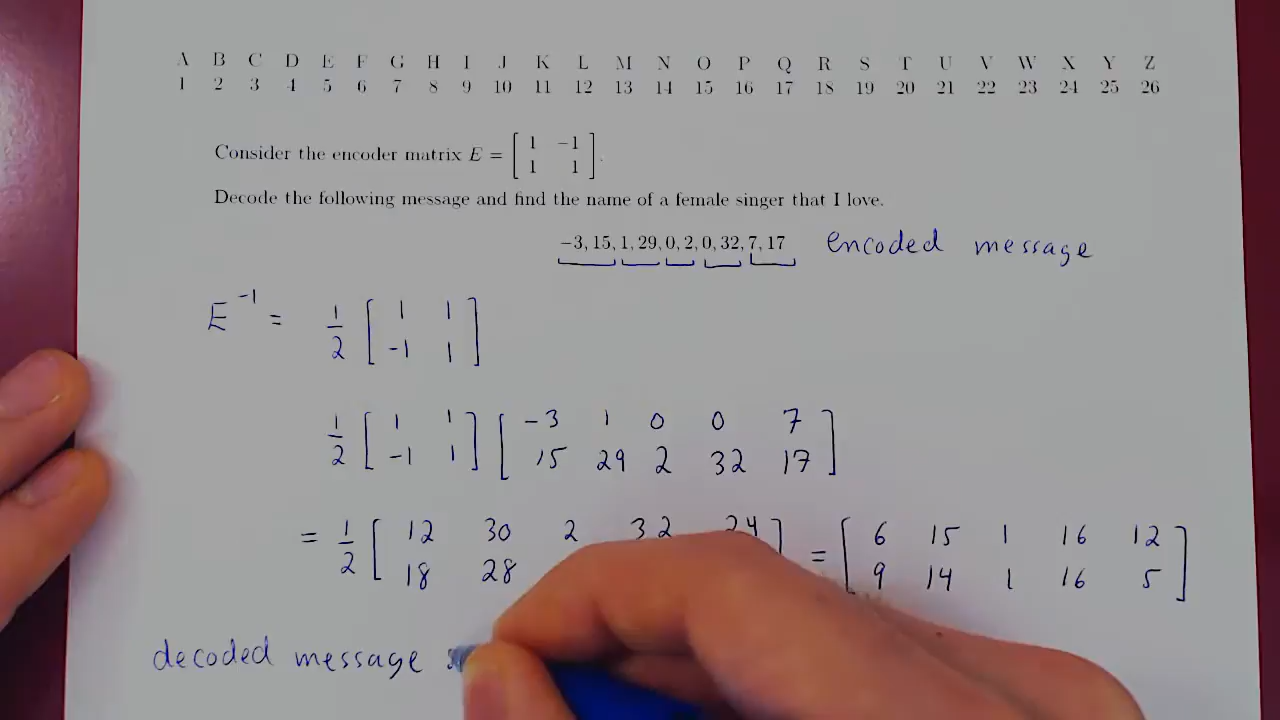 A B C D E F G H I J K L M N O P Q R S T U V W X Y Z
1 2 3 4 5 6 7 8 9 10 11 12 13 14 15 16 17 18 19 20 21 22 23 24 25 26
Consider the encoder matrix E = [ 1 -1
1 1 ].
Decode the following message and find the name of a female singer that I love.
-3, 15, 1, 29, 0, 2, 0, 32, 7, 17 encoded message
E^-1 = 1/2 [ 1 1
-1 1 ]
1/2 [ 1 1 ] [ -3 1 0 0 7 ]
[ -1 1 ] [ 15 29 2 32 17 ]
= 1/2 [ 12 30 2 32 24 ] = [ 6 15 1 16 12 ]
[ 18 28 [ 9 14 1 16 5 ]
decoded message